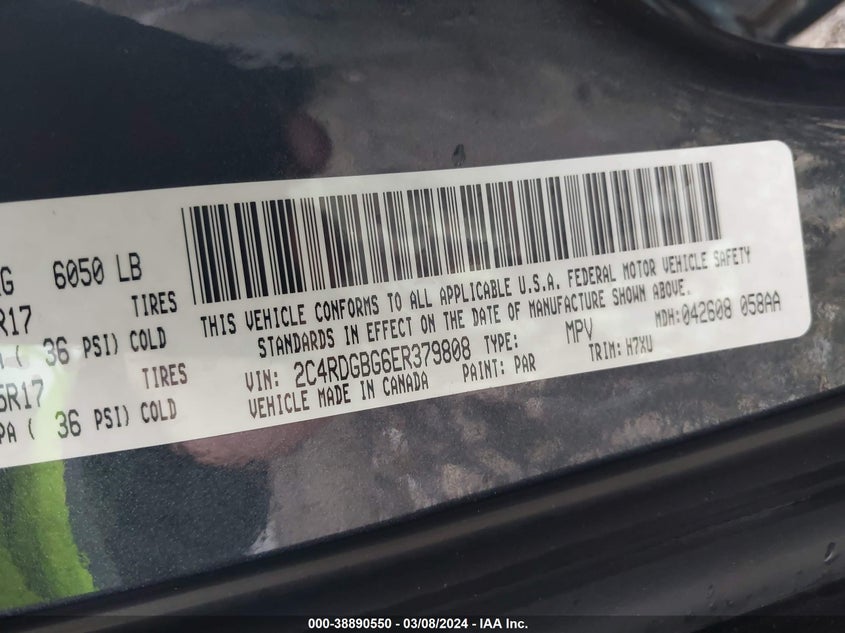 6050 LB
TIRES
R17
36 PSI) COLD
TIRES
R17
PA ( 36 PSI) COLD
THIS VEHICLE CONFORMS TO ALL APPLICABLE U.S.A. FEDERAL MOTOR VEHICLE SAFETY
STANDARDS IN EFFECT ON THE DATE OF MANUFACTURE SHOWN ABOVE.
VIN: 2C4RDGBG6ER379808 TYPE: MPV MDH: 042608 058AA
VEHICLE MADE IN CANADA PAINT: PAR TRIM: H7XU
000-38890550 — 03/08/2024 — IAA Inc.